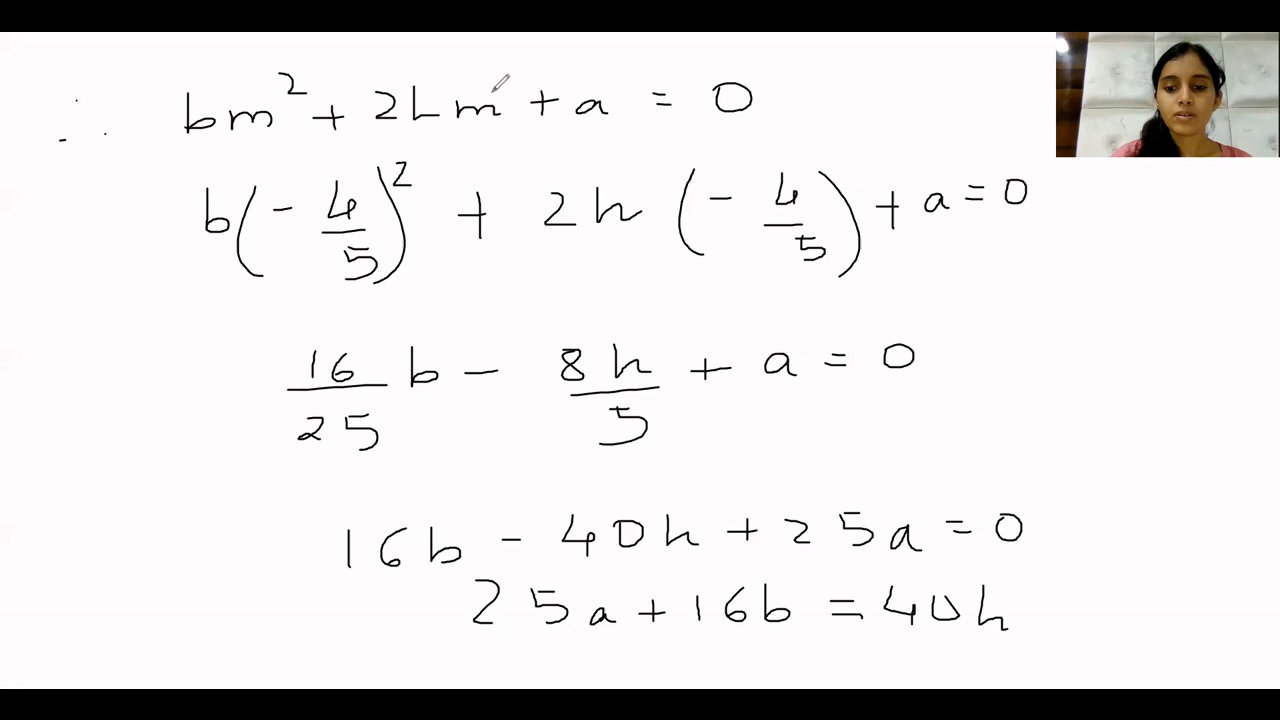 ∴ bm² + 2hm + a = 0
b(-4/5)² + 2h(-4/5) + a = 0
16/25 b - 8h/5 + a = 0
16b - 40h + 25a = 0
25a + 16b = 40h